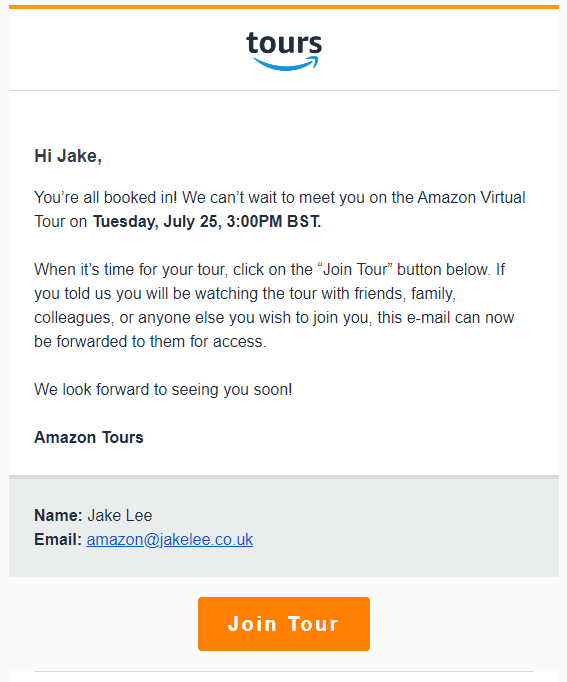 tours
Hi Jake,
You’re all booked in! We can’t wait to meet you on the Amazon Virtual
Tour on Tuesday, July 25, 3:00PM BST.
When it’s time for your tour, click on the “Join Tour” button below. If
you told us you will be watching the tour with friends, family,
colleagues, or anyone else you wish to join you, this e-mail can now
be forwarded to them for access.
We look forward to seeing you soon!
Amazon Tours
Name: Jake Lee
Email: amazon@jakelee.co.uk
Join Tour